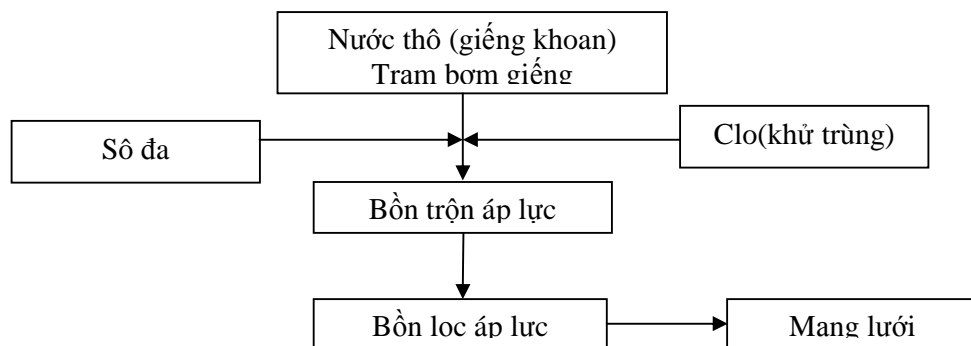 Nước thô (giếng khoan)
Trạm bơm giếng
Sô đa
Clo(khử trùng)
Bồn trộn áp lực
Bồn lọc áp lực
Mạng lưới